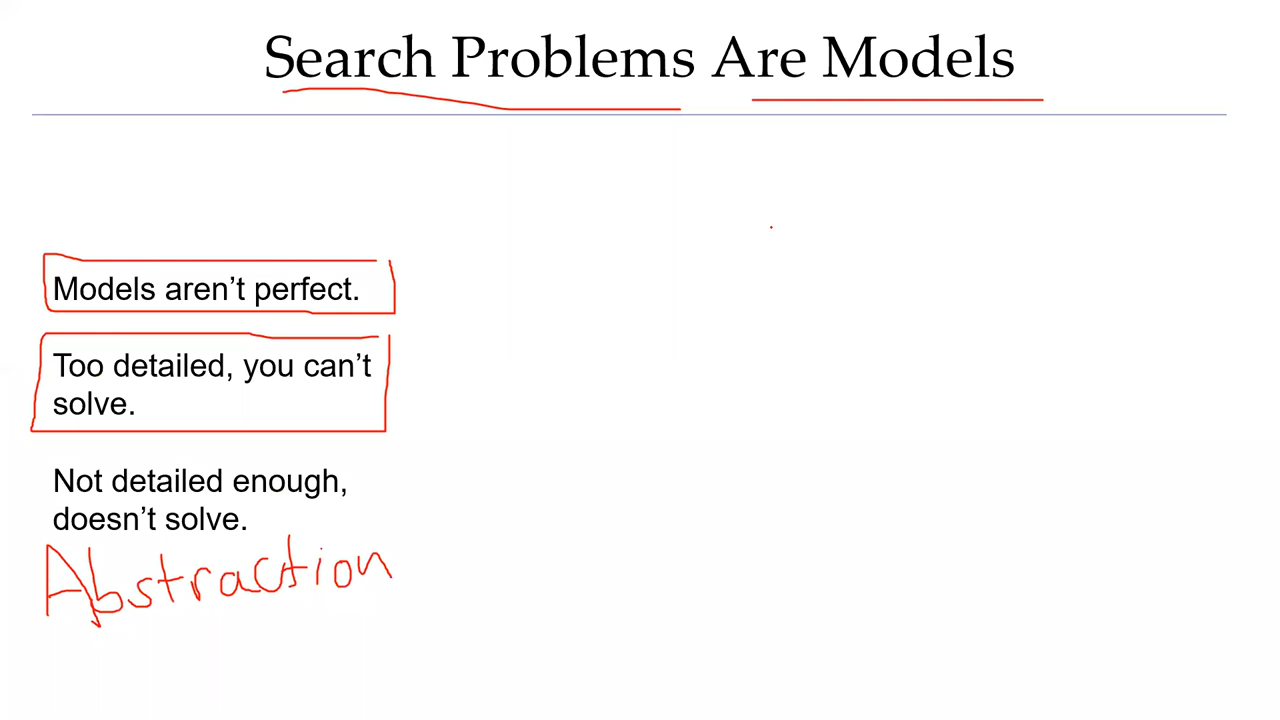 Search Problems Are Models
Models aren’t perfect.
Too detailed, you can’t
solve.
Not detailed enough,
doesn’t solve.
Abstraction